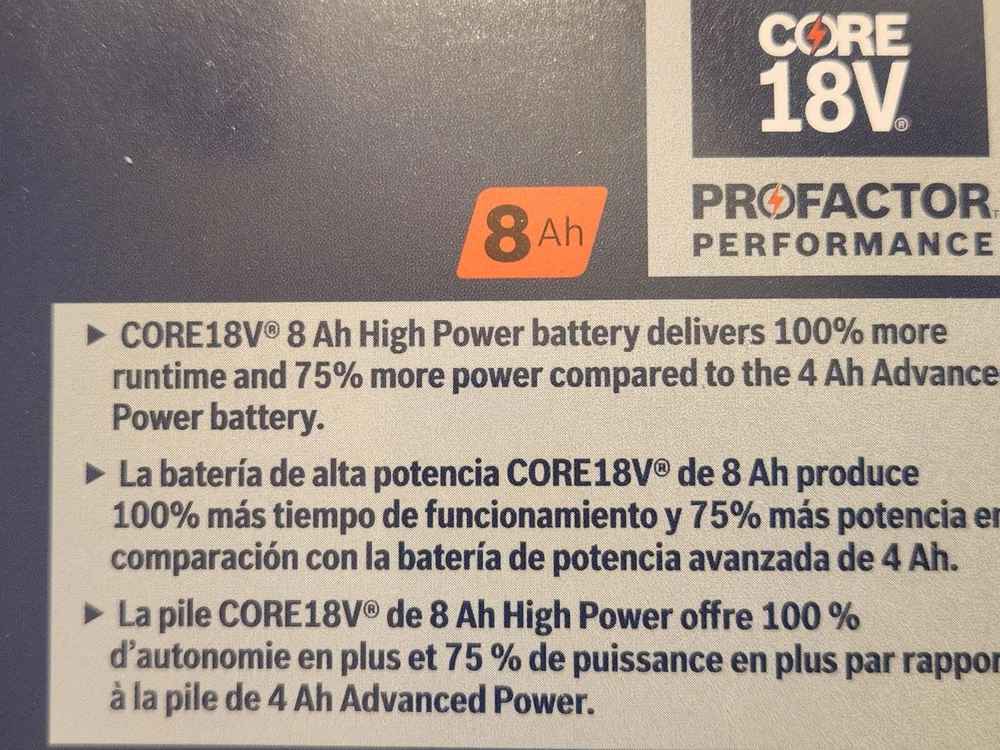 CORE
18V®
PROFACTOR
PERFORMANCE
8 Ah
▶ CORE18V® 8 Ah High Power battery delivers 100% more
runtime and 75% more power compared to the 4 Ah Advance
Power battery.
▶ La batería de alta potencia CORE18V® de 8 Ah produce
100% más tiempo de funcionamiento y 75% más potencia en
comparación con la batería de potencia avanzada de 4 Ah.
▶ La pile CORE18V® de 8 Ah High Power offre 100 %
d’autonomie en plus et 75 % de puissance en plus par rappor
à la pile de 4 Ah Advanced Power.